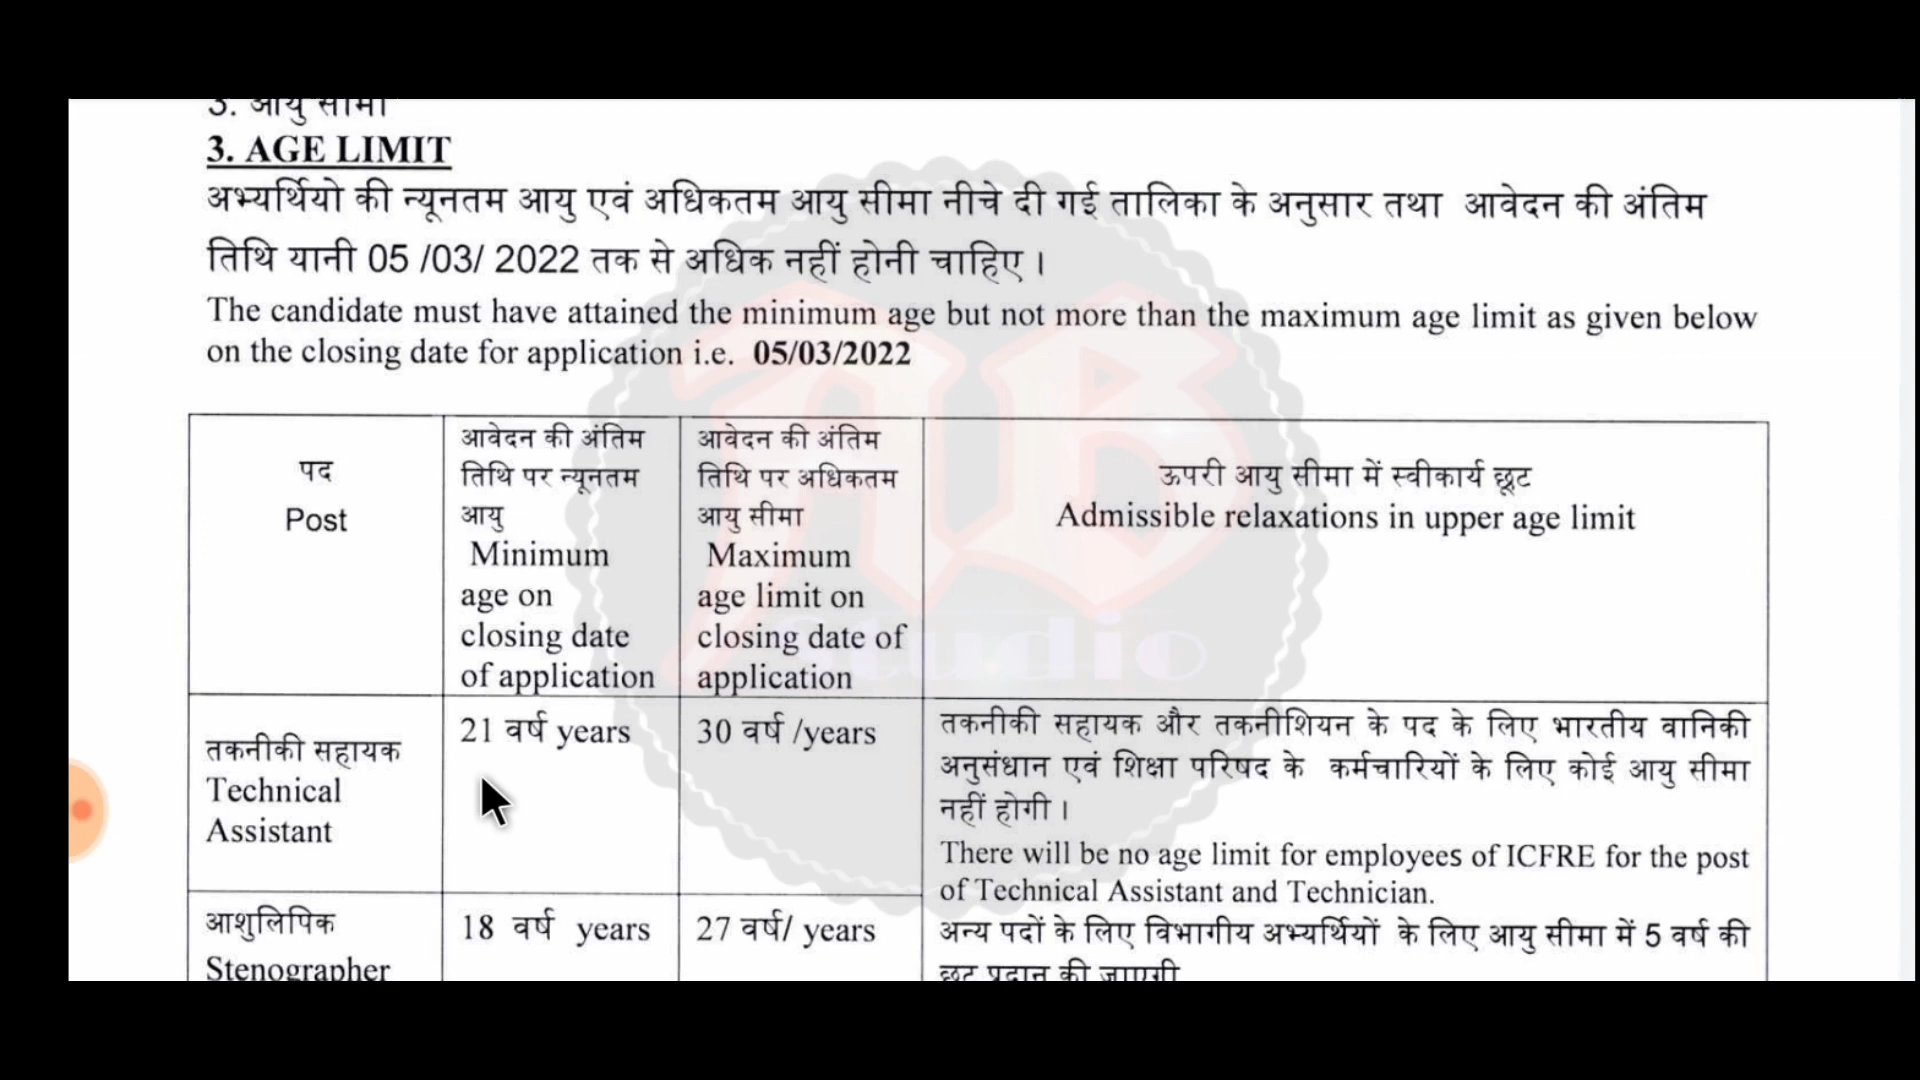 3. आयु सीमा
3. AGE LIMIT
अभ्यर्थियो की न्यूनतम आयु एवं अधिकतम आयु सीमा नीचे दी गई तालिका के अनुसार तथा आवेदन की अंतिम
तिथि यानी 05 /03/ 2022 तक से अधिक नहीं होनी चाहिए ।
The candidate must have attained the minimum age but not more than the maximum age limit as given below
on the closing date for application i.e. 05/03/2022
पद
Post
आवेदन की अंतिम
तिथि पर न्यूनतम
आयु
Minimum
age on
closing date
of application
आवेदन की अंतिम
तिथि पर अधिकतम
आयु सीमा
Maximum
age limit on
closing date of
application
ऊपरी आयु सीमा में स्वीकार्य छूट
Admissible relaxations in upper age limit
तकनीकी सहायक
Technical
Assistant
21 वर्ष years
30 वर्ष /years
तकनीकी सहायक और तकनीशियन के पद के लिए भारतीय वानिकी
अनुसंधान एवं शिक्षा परिषद के कर्मचारियों के लिए कोई आयु सीमा
नहीं होगी ।
There will be no age limit for employees of ICFRE for the post
of Technical Assistant and Technician.
आशुलिपिक
Stenographer
18 वर्ष years
27 वर्ष/ years
अन्य पदों के लिए विभागीय अभ्यर्थियों के लिए आयु सीमा में 5 वर्ष की
छूट प्रदान की जाएगी
AB
Studio